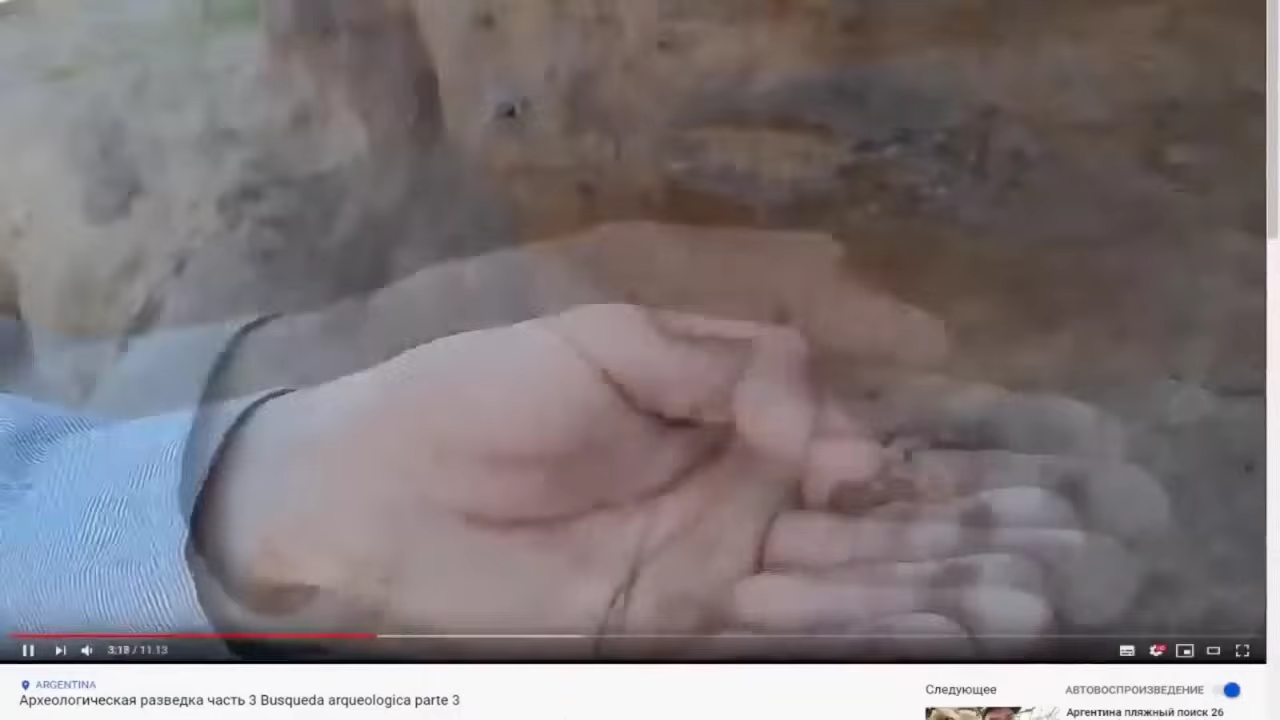 3:18 / 11:13
ARGENTINA
Археологическая разведка часть 3 Busqueda arqueologica parte 3
Следующее
АВТОВОСПРОИЗВЕДЕНИЕ
Аргентина пляжный поиск 26